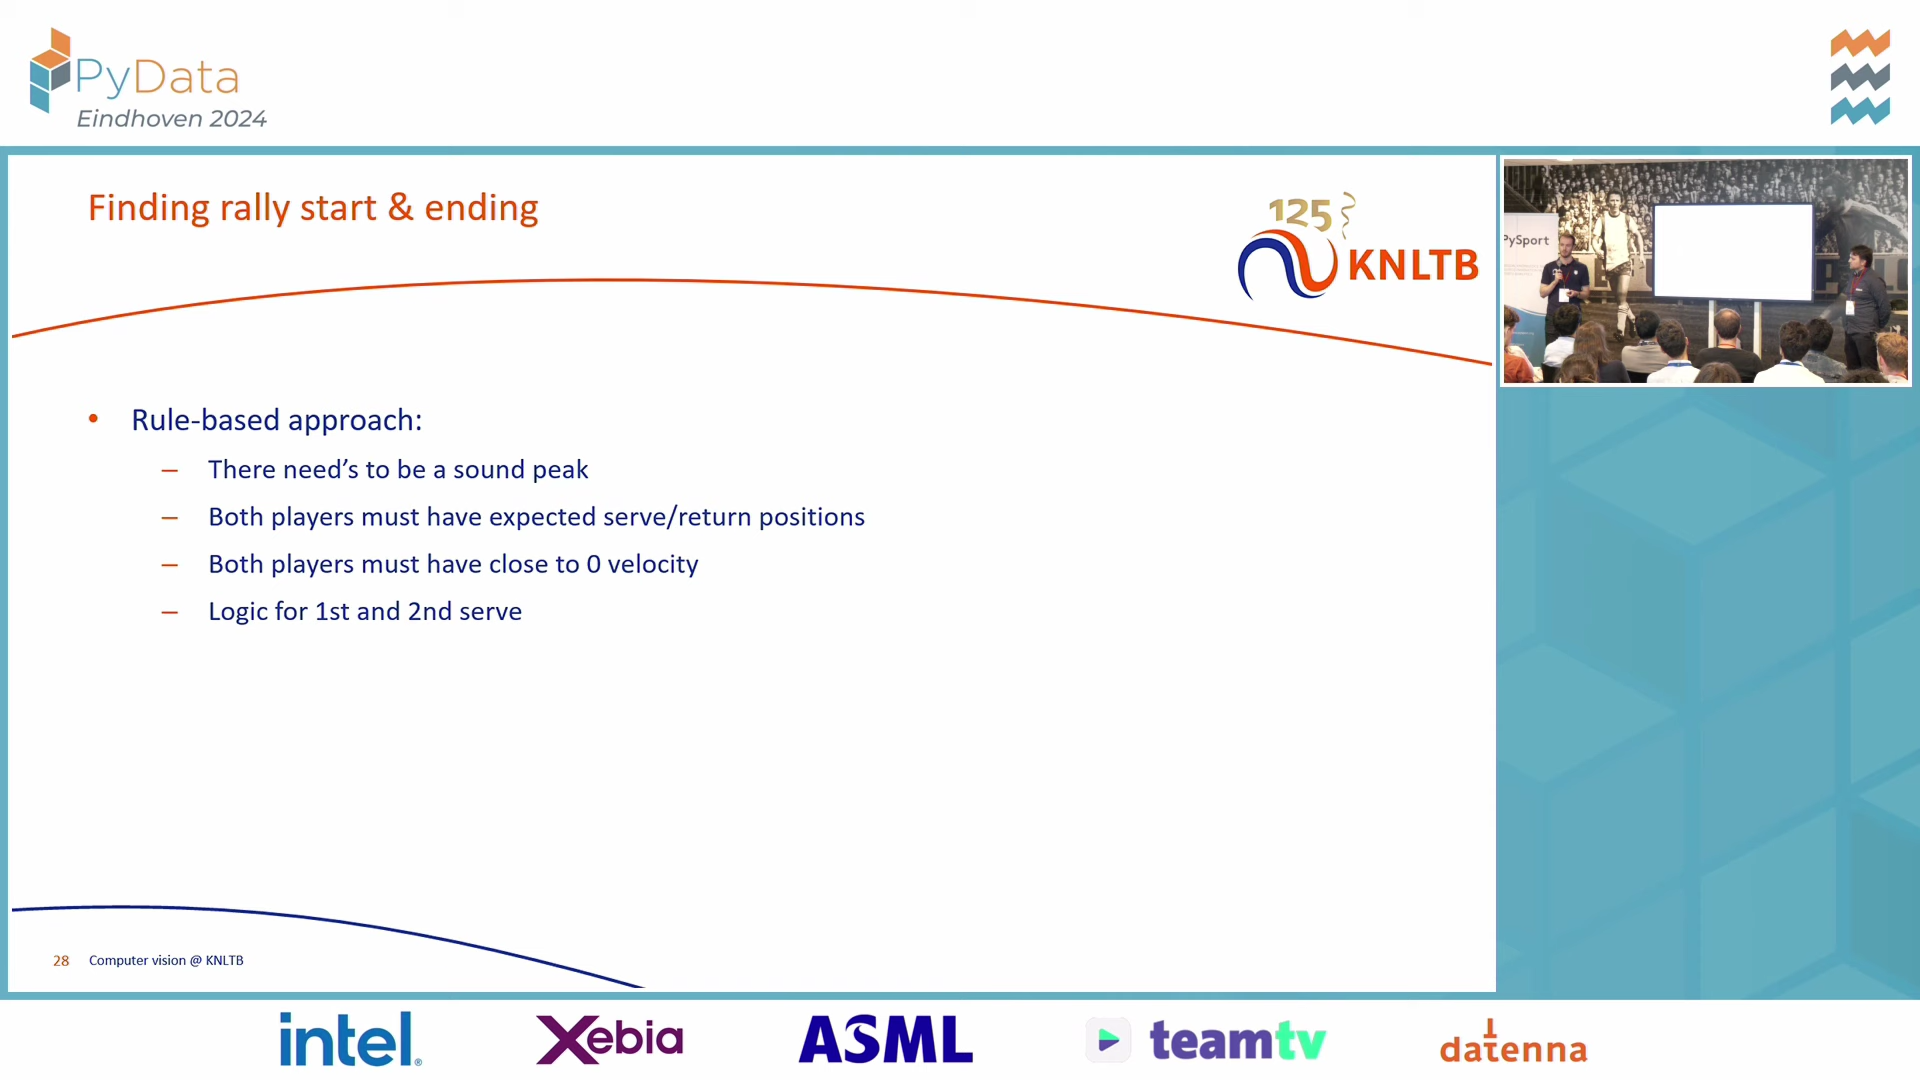 PyData
Eindhoven 2024
Finding rally start & ending
125
KNLTB
PySport
• Rule-based approach:
– There need’s to be a sound peak
– Both players must have expected serve/return positions
– Both players must have close to 0 velocity
– Logic for 1st and 2nd serve
28 Computer vision @ KNLTB
intel.
Xebia
ASML
teamtv
datenna